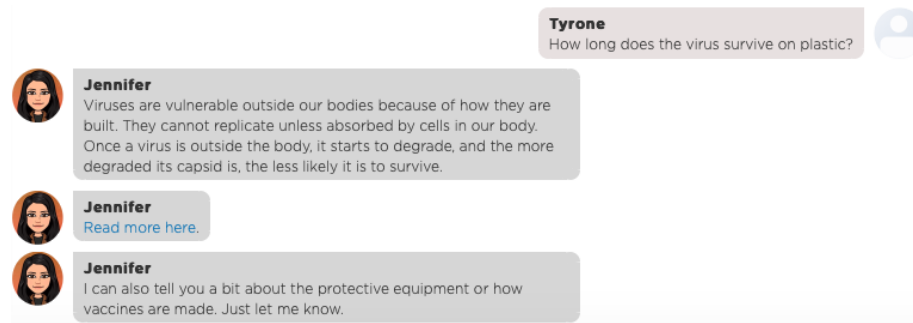 Tyrone
How long does the virus survive on plastic?
Jennifer
Viruses are vulnerable outside our bodies because of how they are
built. They cannot replicate unless absorbed by cells in our body.
Once a virus is outside the body, it starts to degrade, and the more
degraded its capsid is, the less likely it is to survive.
Jennifer
Read more here.
Jennifer
I can also tell you a bit about the protective equipment or how
vaccines are made. Just let me know.